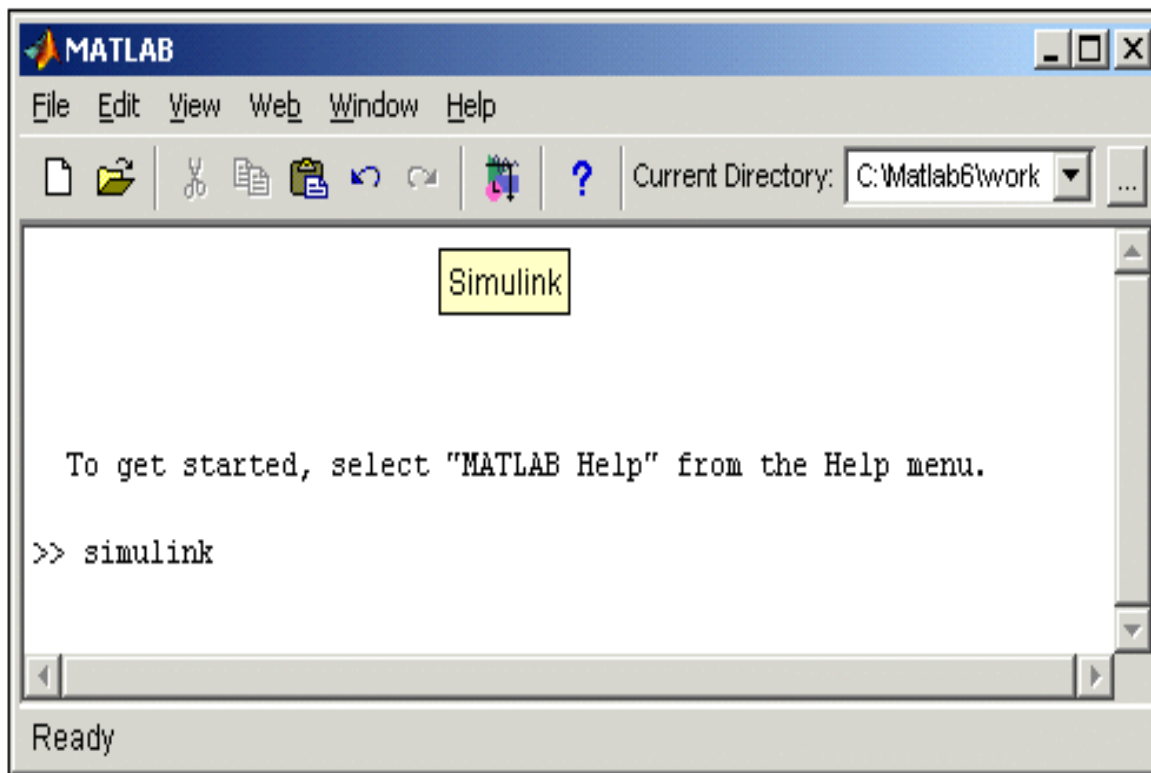 MATLAB
File Edit View Web Window Help
? Current Directory: C:\Matlab6\work ...
Simulink
To get started, select "MATLAB Help" from the Help menu.
>> simulink
Ready